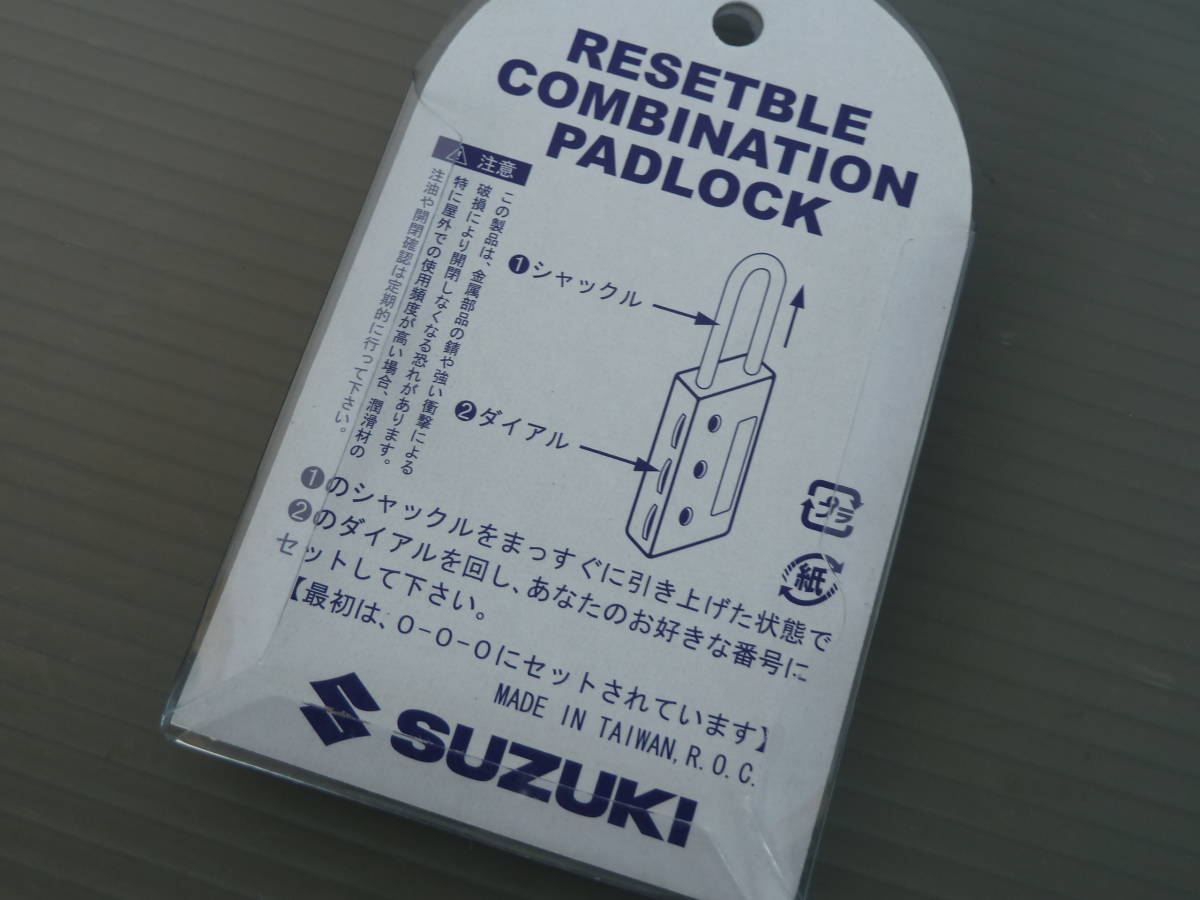 RESETBLE
COMBINATION
PADLOCK
注意
この製品は、金属部品の錆や強い衝撃による
破損により開閉しなくなる恐れがあります。
特に屋外での使用頻度が高い場合、潤滑材の
注油や開閉確認は定期的に行って下さい。
❶シャックル
❷ダイアル
プラ
紙
❶のシャックルをまっすぐに引き上げた状態で
❷のダイアルを回し、あなたのお好きな番号に
セットして下さい。
【最初は、0-0-0にセットされています】
MADE IN TAIWAN,R.O.C.
SUZUKI